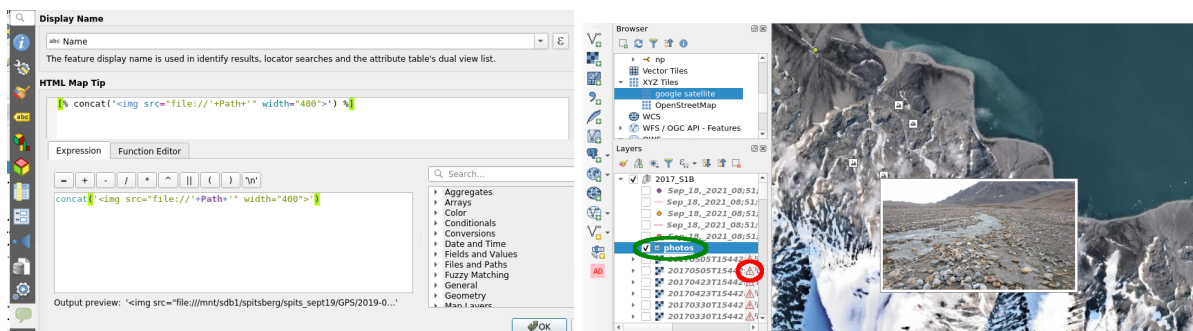 Display Name
abc Name
ε
The feature display name is used in identify results, locator searches and the attribute table's dual view list.
HTML Map Tip
[% concat('<img src="file://'+Path+'" width="400">') %]
abc
Expression
Function Editor
= + - / * ^ || ( ) '\n'
concat('<img src="file://'+Path+'" width="400">')
Search...
Aggregates
Arrays
Color
Conditionals
Conversions
Date and Time
Fields and Values
Files and Paths
Fuzzy Matching
General
Geometry
Map Layers
Output preview: '<img src="file:///mnt/sdb1/spitsberg/spits_sept19/GPS/2019-0...'
OK
Browser
np
Vector Tiles
XYZ Tiles
google satellite
OpenStreetMap
WCS
WFS / OGC API - Features
OWS
Layers
2017_S1B
Sep_18,_2021_08;51;
Sep_18,_2021_08;51;
Sep_18,_2021_08;51;
Sep_18,_2021_08;51;
Sep_18,_2021_08;51;
photos
20170505T15442
20170505T15442
20170423T15442
20170423T15442
20170330T15442
20170330T15442
AD